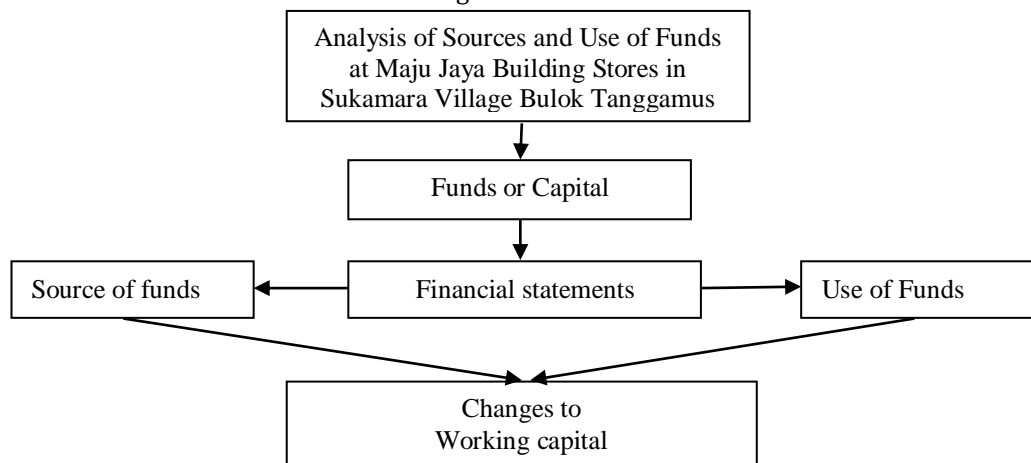 Analysis of Sources and Use of Funds
at Maju Jaya Building Stores in
Sukamara Village Bulok Tanggamus
Funds or Capital
Source of funds
Financial statements
Use of Funds
Changes to
Working capital